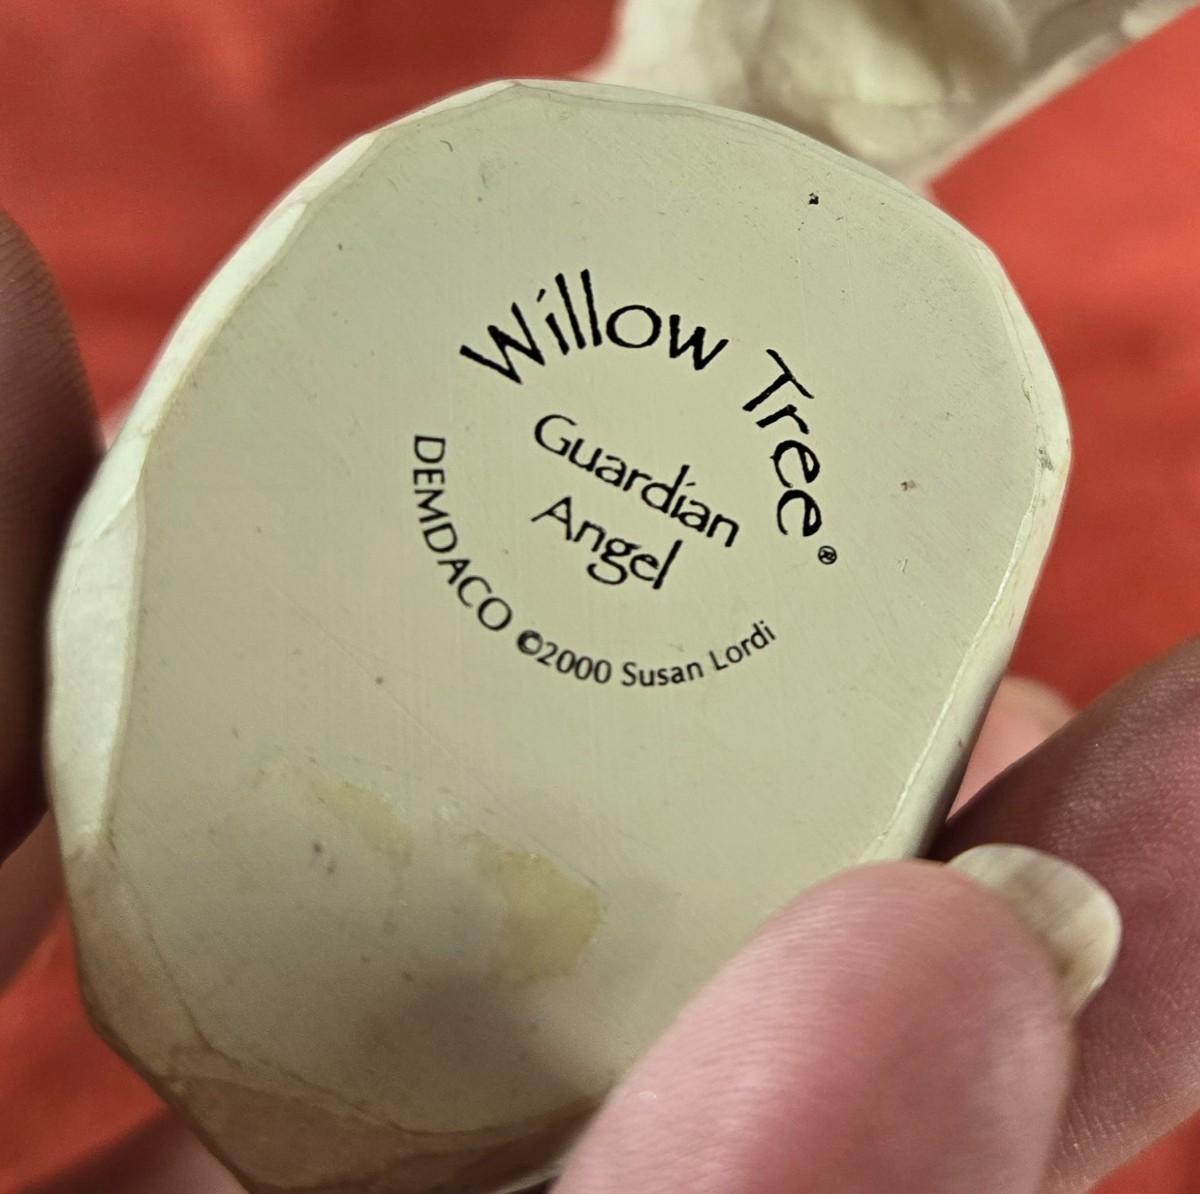 Willow Tree®
Guardian
Angel
DEMDACO ©2000 Susan Lordi